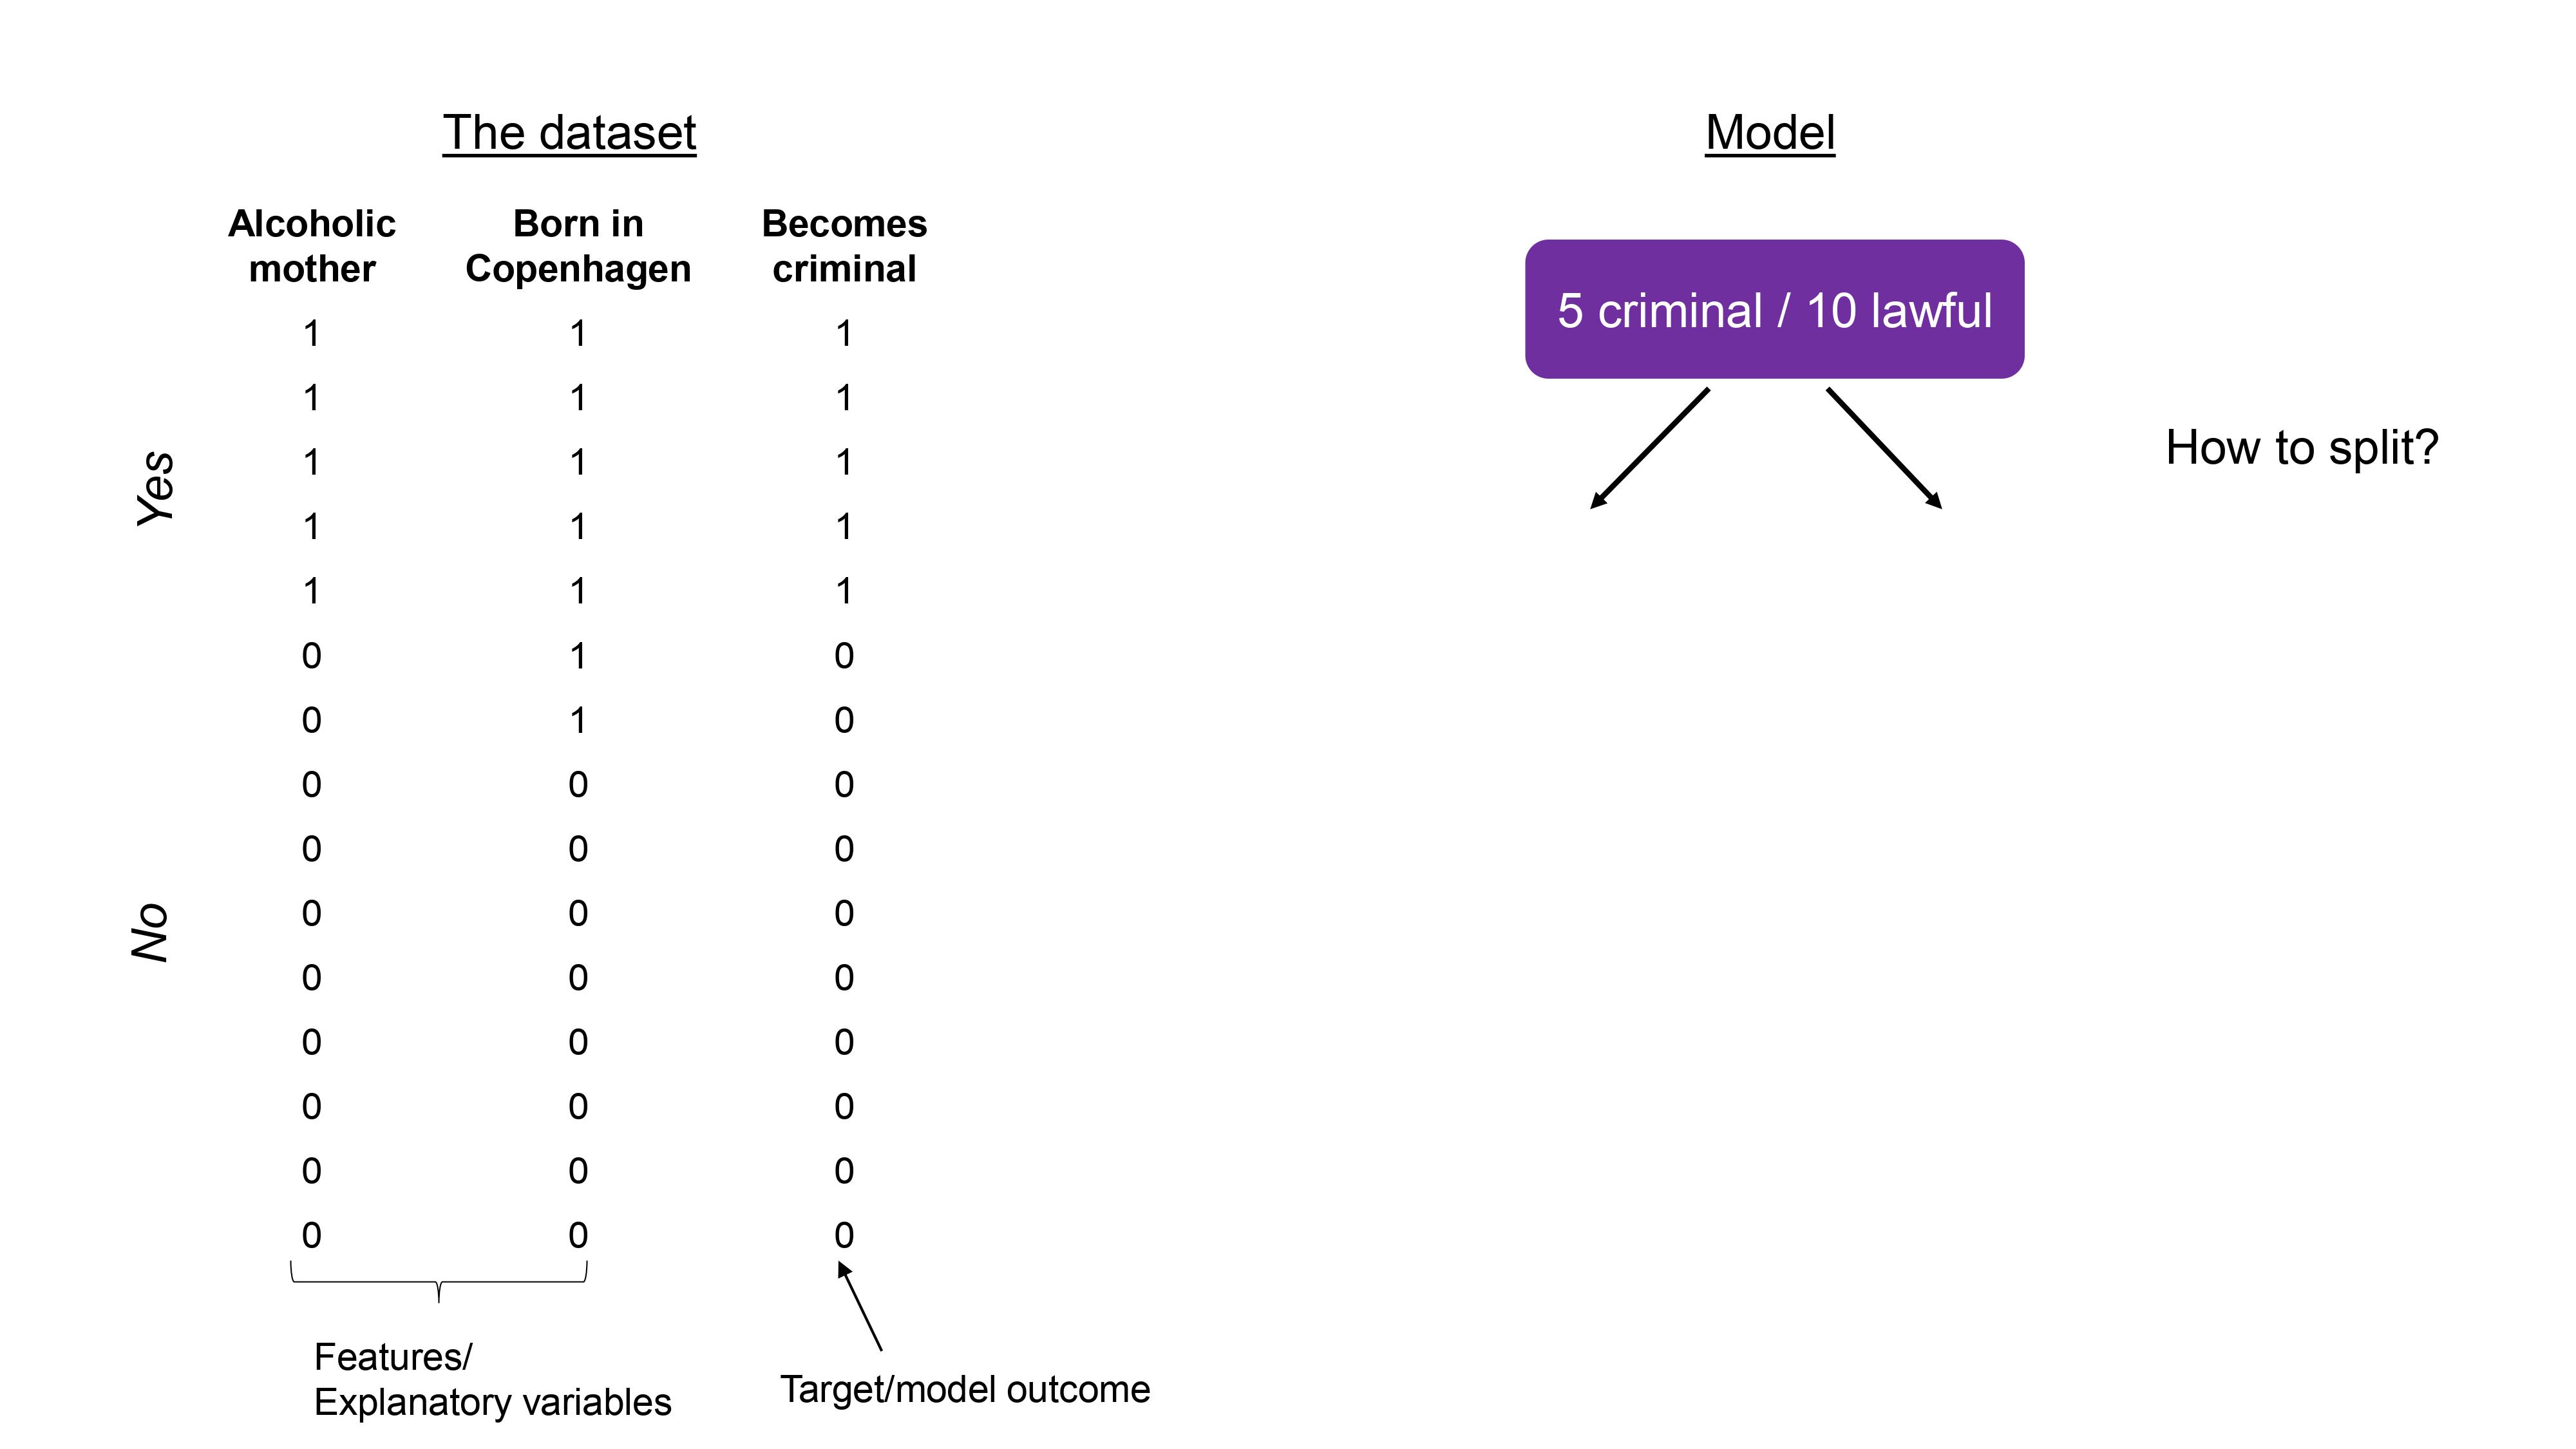 The dataset
Model
Alcoholic mother
Born in Copenhagen
Becomes criminal
5 criminal / 10 lawful
How to split?
Yes
No
1 1 1
1 1 1
1 1 1
1 1 1
1 1 1
0 1 0
0 1 0
0 0 0
0 0 0
0 0 0
0 0 0
0 0 0
0 0 0
0 0 0
0 0 0
Features/
Explanatory variables
Target/model outcome